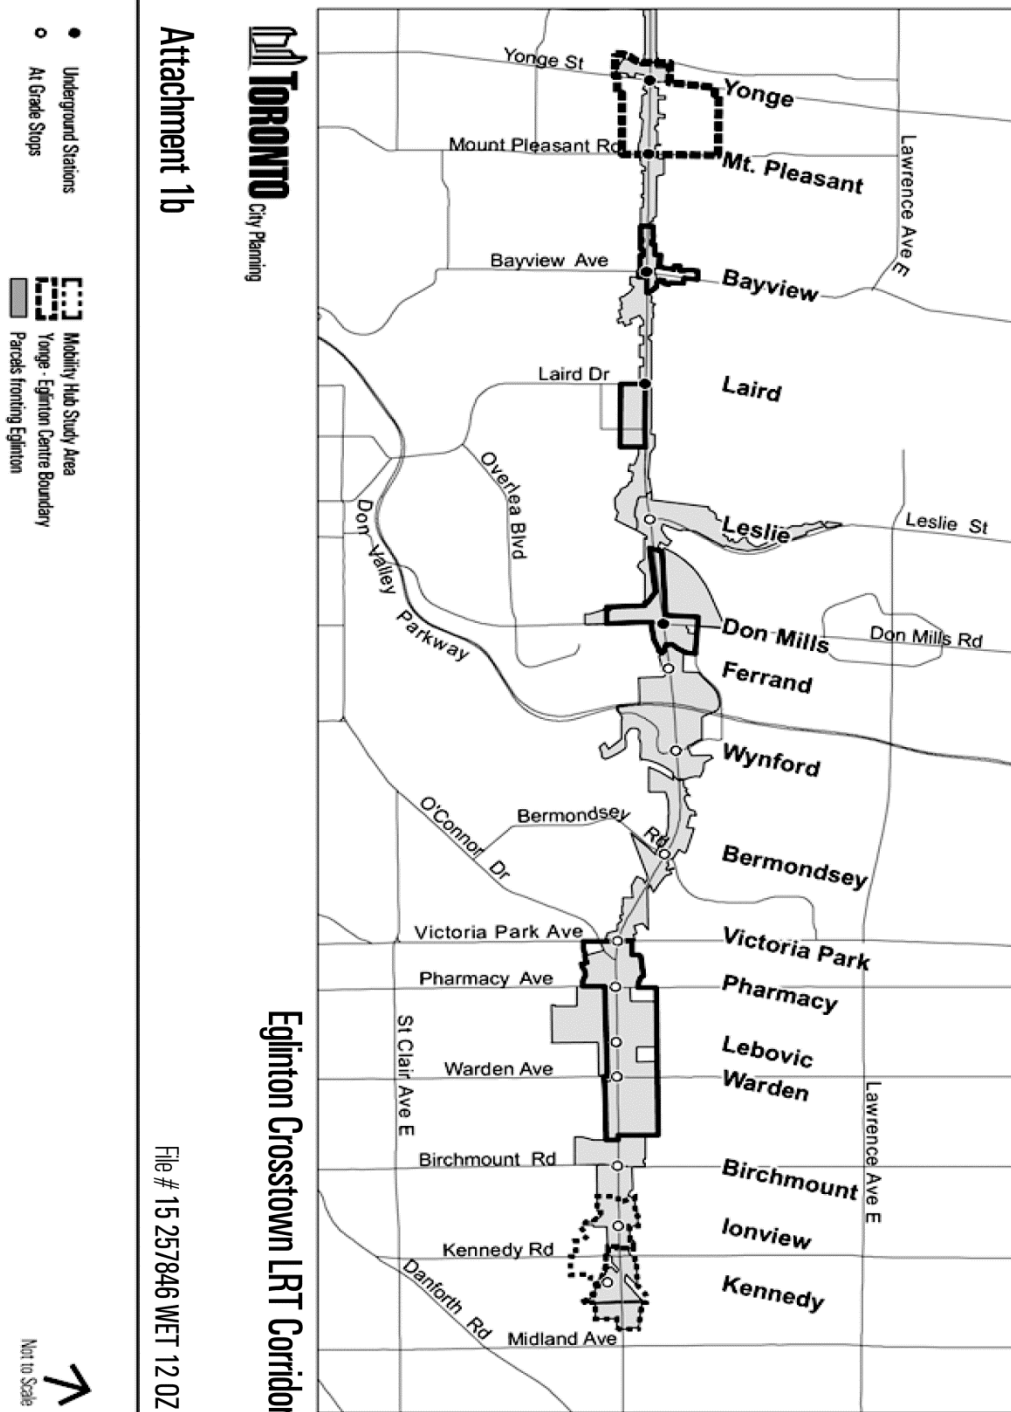 Yonge St
Yonge
Mount Pleasant Rd
Mt. Pleasant
Lawrence Ave E
Bayview Ave
Bayview
Laird Dr
Laird
Overlea Blvd
Don Valley Parkway
Leslie
Leslie St
Don Mills
Don Mills Rd
Ferrand
Wynford
O'Connor Dr
Bermondsey Rd
Bermondsey
Victoria Park Ave
Victoria Park
Pharmacy Ave
Pharmacy
St Clair Ave E
Lebovic
Warden Ave
Warden
Lawrence Ave E
Birchmount Rd
Birchmount
Ionview
Kennedy Rd
Kennedy
Danforth Rd
Midland Ave
TORONTO City Planning
Eglinton Crosstown LRT Corridor
Attachment 1b
File # 15 257846 WET 12 OZ
Underground Stations
At Grade Stops
Mobility Hub Study Area
Yonge - Eglinton Centre Boundary
Parcels fronting Eglinton
Not to Scale